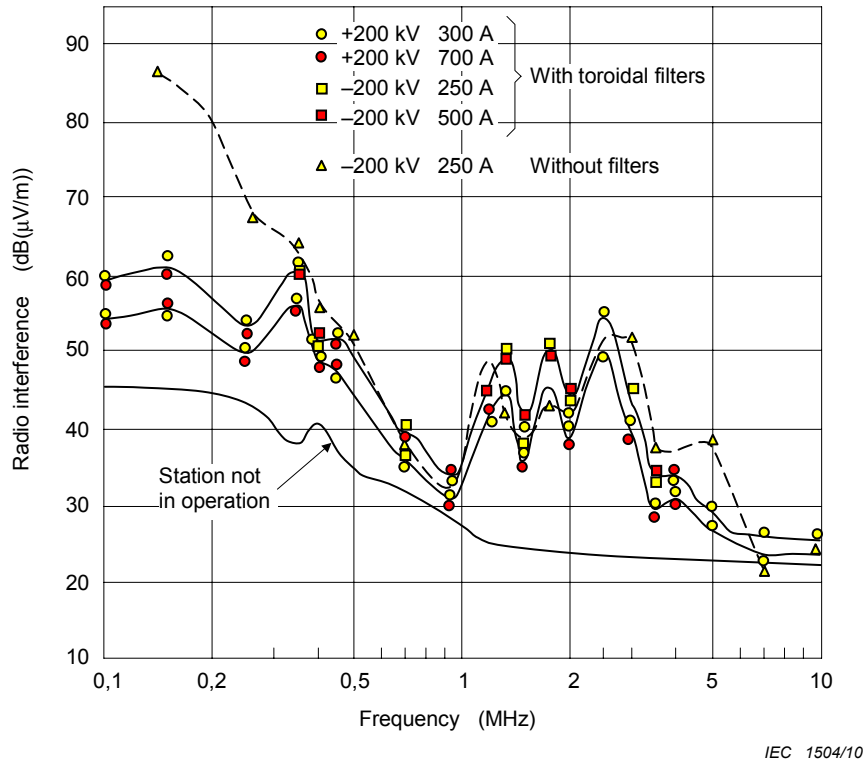 90
80
70
60
50
40
30
20
10
Radio interference (dB(μV/m))
+200 kV 300 A
+200 kV 700 A
–200 kV 250 A
–200 kV 500 A
With toroidal filters
–200 kV 250 A Without filters
Station not
in operation
0,1 0,2 0,5 1 2 5 10
Frequency (MHz)
IEC 1504/10